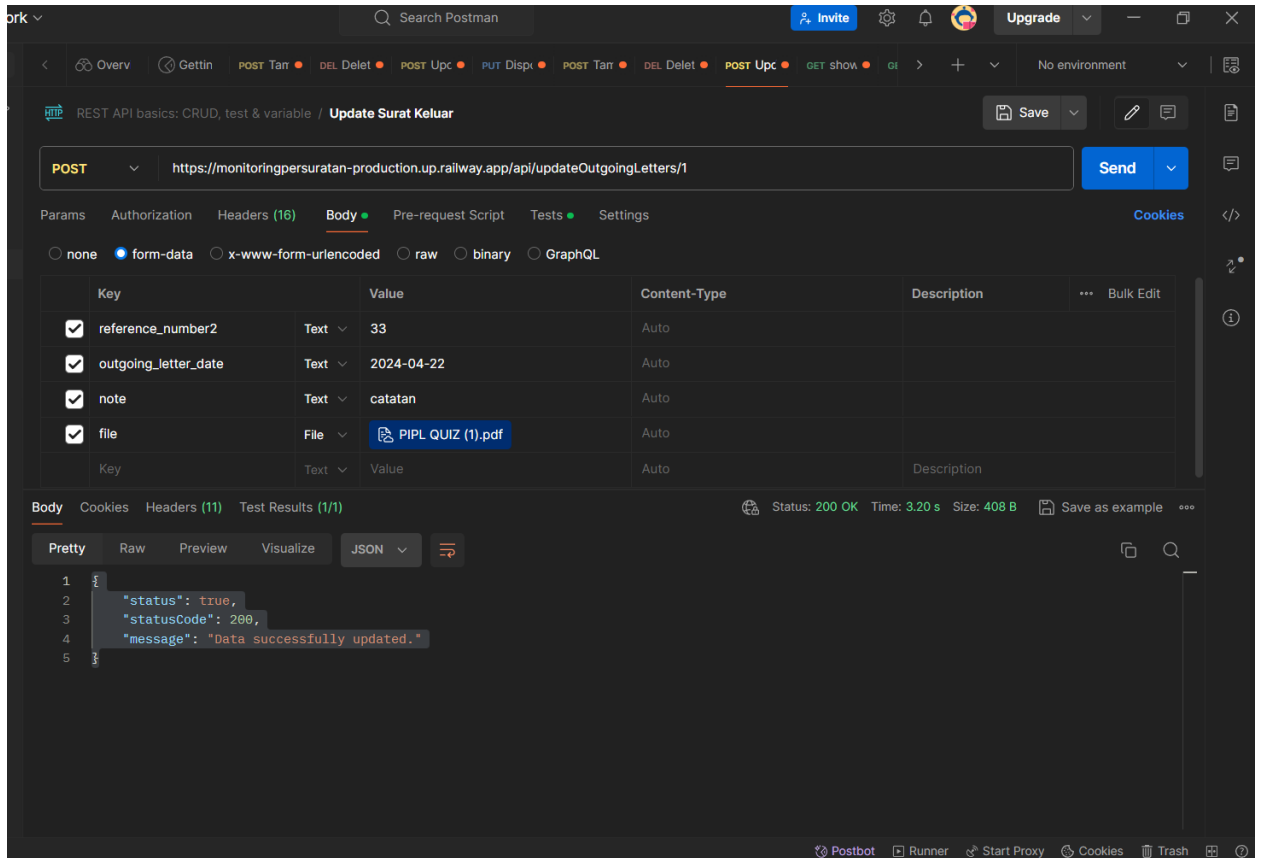 ork
Search Postman
Invite
Upgrade
Overv Gettin POST Tam DEL Delet POST Upc PUT Dispo POST Tam DEL Delet POST Upc GET show GE No environment
HTTP REST API basics: CRUD, test & variable / Update Surat Keluar Save
POST https://monitoringpersuratan-production.up.railway.app/api/updateOutgoingLetters/1 Send
Params Authorization Headers (16) Body Pre-request Script Tests Settings Cookies
none form-data x-www-form-urlencoded raw binary GraphQL
Key Value Content-Type Description Bulk Edit
reference_number2 Text 33 Auto
outgoing_letter_date Text 2024-04-22 Auto
note Text catatan Auto
file File PIPL QUIZ (1).pdf Auto
Key Text Value Auto Description
Body Cookies Headers (11) Test Results (1/1) Status: 200 OK Time: 3.20 s Size: 408 B Save as example
Pretty Raw Preview Visualize JSON
1 {
2 "status": true,
3 "statusCode": 200,
4 "message": "Data successfully updated."
5 }
Postbot Runner Start Proxy Cookies Trash